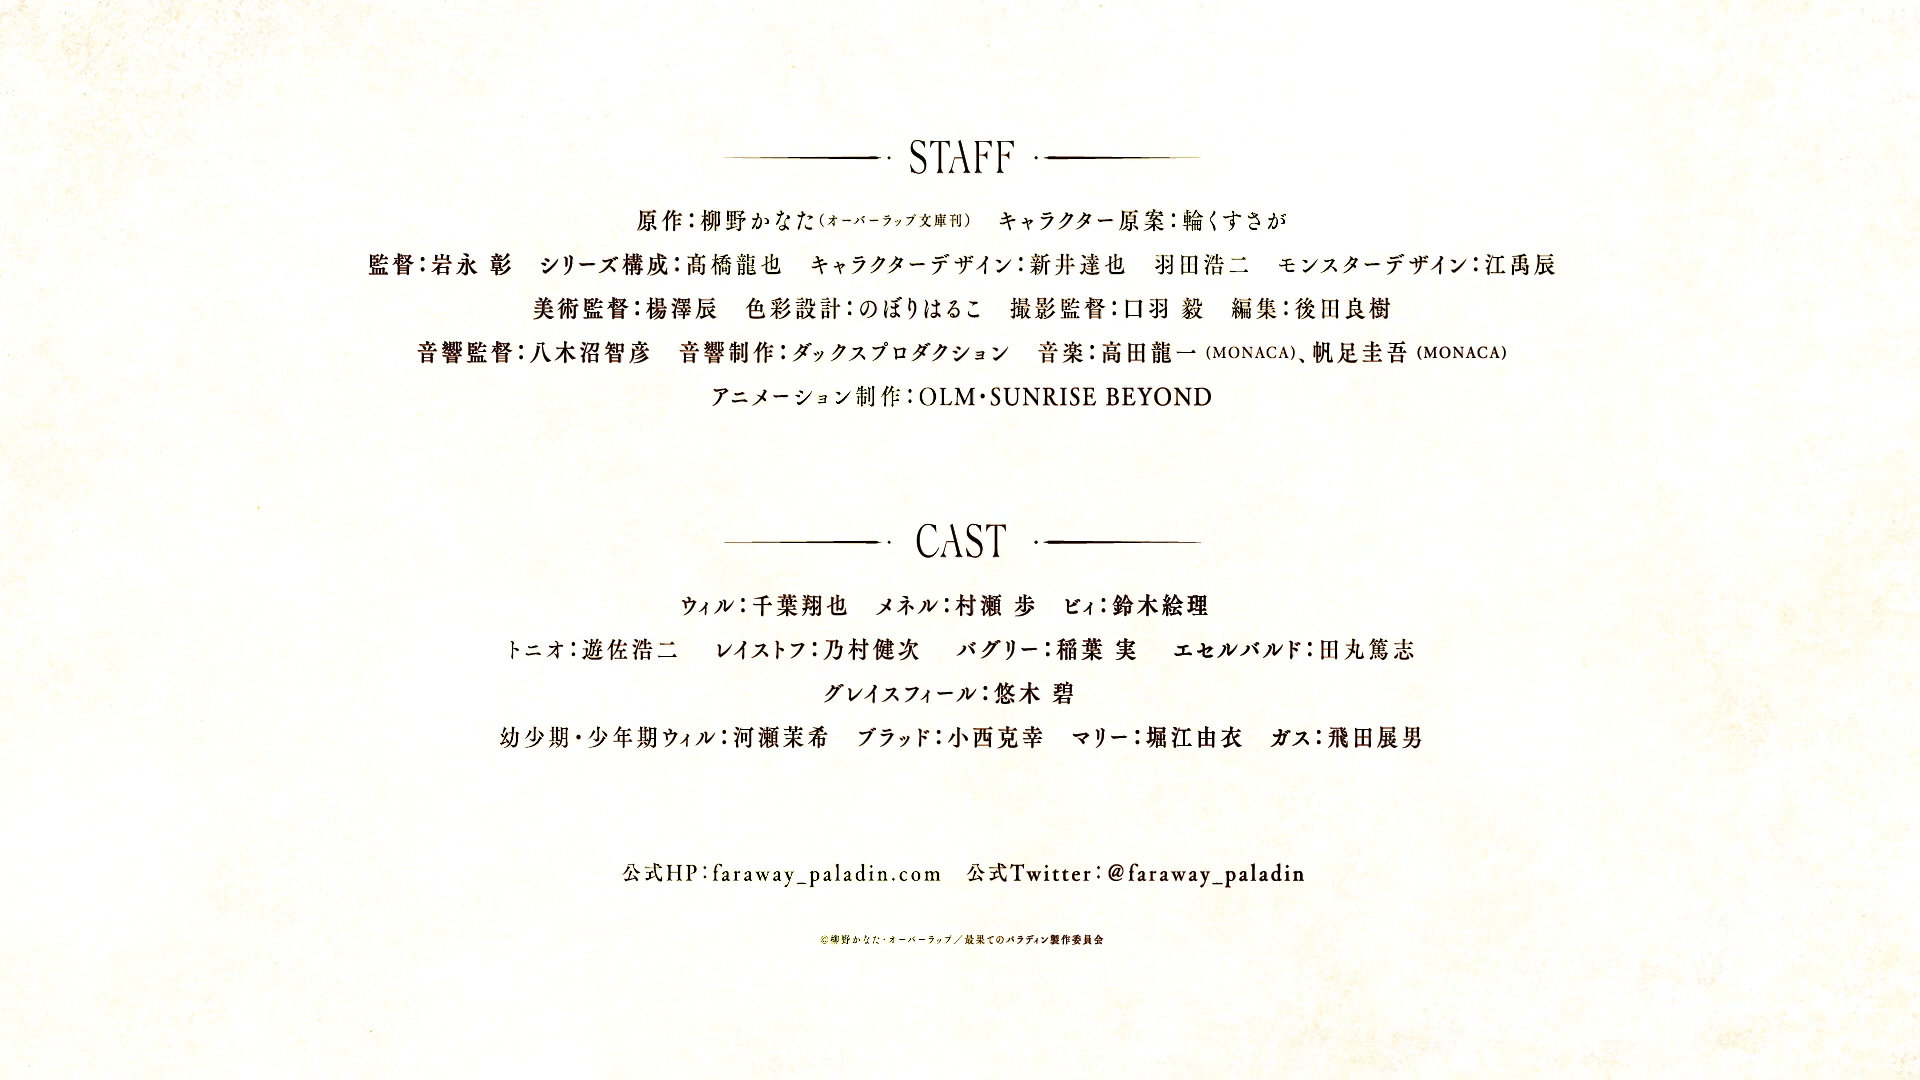 STAFF
原作：柳野かなた（オーバーラップ文庫刊）　キャラクター原案：輪くすさが
監督：岩永 彰　シリーズ構成：髙橋龍也　キャラクターデザイン：新井達也　羽田浩二　モンスターデザイン：江禹辰
美術監督：楊澤辰　色彩設計：のぼりはるこ　撮影監督：口羽 毅　編集：後田良樹
音響監督：八木沼智彦　音響制作：ダックスプロダクション　音楽：高田龍一（MONACA）、帆足圭吾（MONACA）
アニメーション制作：OLM・SUNRISE BEYOND
CAST
ウィル：千葉翔也　メネル：村瀬 歩　ビィ：鈴木絵理
トニオ：遊佐浩二　レイストフ：乃村健次　バグリー：稲葉 実　エセルバルド：田丸篤志
グレイスフィール：悠木 碧
幼少期・少年期ウィル：河瀬茉希　ブラッド：小西克幸　マリー：堀江由衣　ガス：飛田展男
公式HP：faraway_paladin.com　公式Twitter：@faraway_paladin
©柳野かなた・オーバーラップ／最果てのパラディン製作委員会